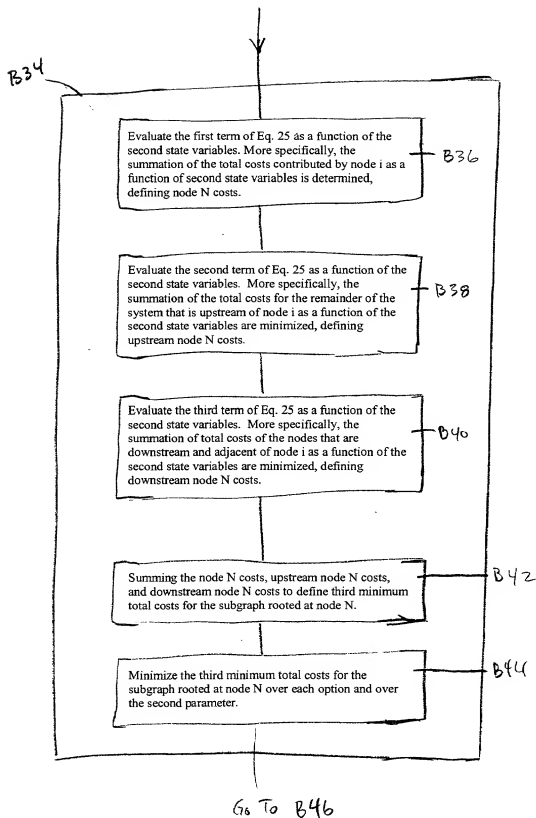 B34
Evaluate the first term of Eq. 25 as a function of the
second state variables. More specifically, the
summation of the total costs contributed by node i as a
function of second state variables is determined,
defining node N costs.
B36
Evaluate the second term of Eq. 25 as a function of the
second state variables. More specifically, the
summation of the total costs for the remainder of the
system that is upstream of node i as a function of the
second state variables are minimized, defining
upstream node N costs.
B38
Evaluate the third term of Eq. 25 as a function of the
second state variables. More specifically, the
summation of total costs of the nodes that are
downstream and adjacent of node i as a function of the
second state variables are minimized, defining
downstream node N costs.
B40
Summing the node N costs, upstream node N costs,
and downstream node N costs to define third minimum
total costs for the subgraph rooted at node N.
B42
Minimize the third minimum total costs for the
subgraph rooted at node N over each option and over
the second parameter.
B44
Go To B46